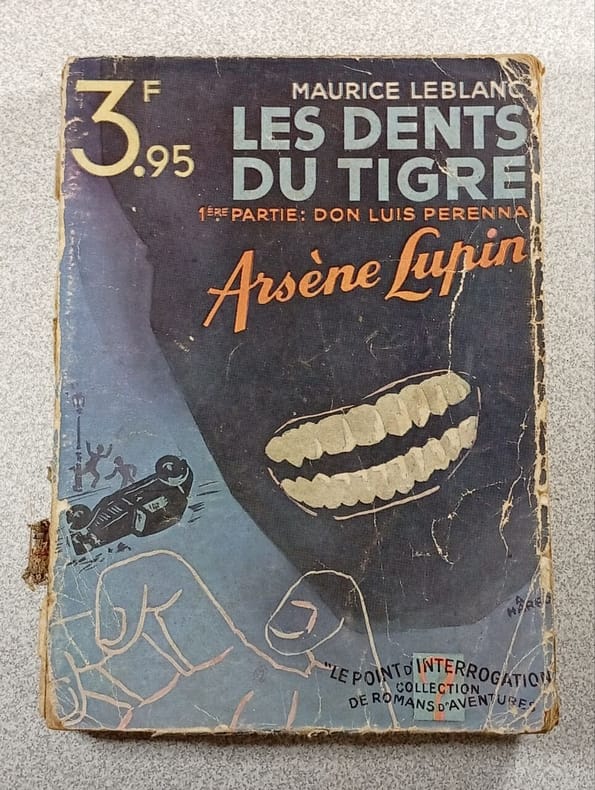 3F.95
MAURICE LEBLANC
LES DENTS
DU TIGRE
1ÈRE PARTIE: DON LUIS PERENNA
Arsène Lupin
"LE POINT D'INTERROGATION
COLLECTION
DE ROMANS D'AVENTURES
?